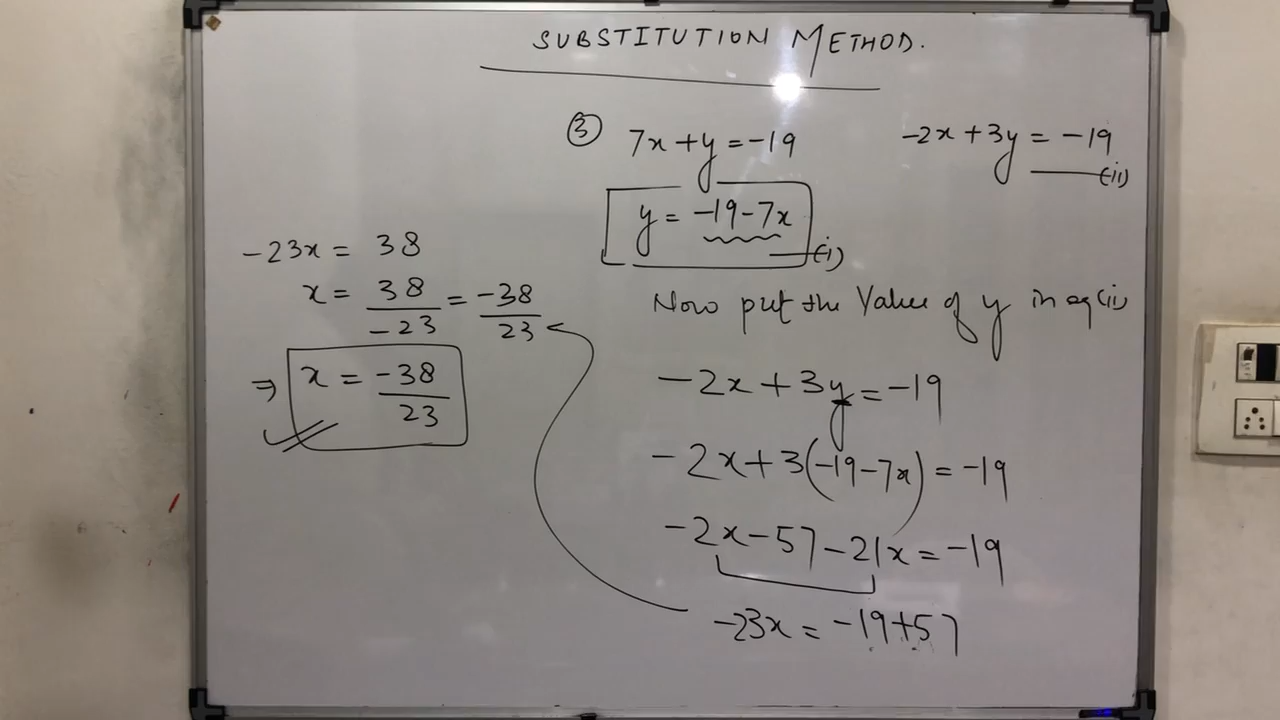 SUBSTITUTION METHOD.
③ 7x+y=-19 -2x+3y=-19 (ii)
y = -19-7x (i)
Now put the Value of y in eq(ii)
-2x+3y=-19
-2x+3(-19-7x)=-19
-2x-57-21x=-19
-23x=-19+57
-23x = 38
x = 38/-23 = -38/23
⇒ x = -38/23